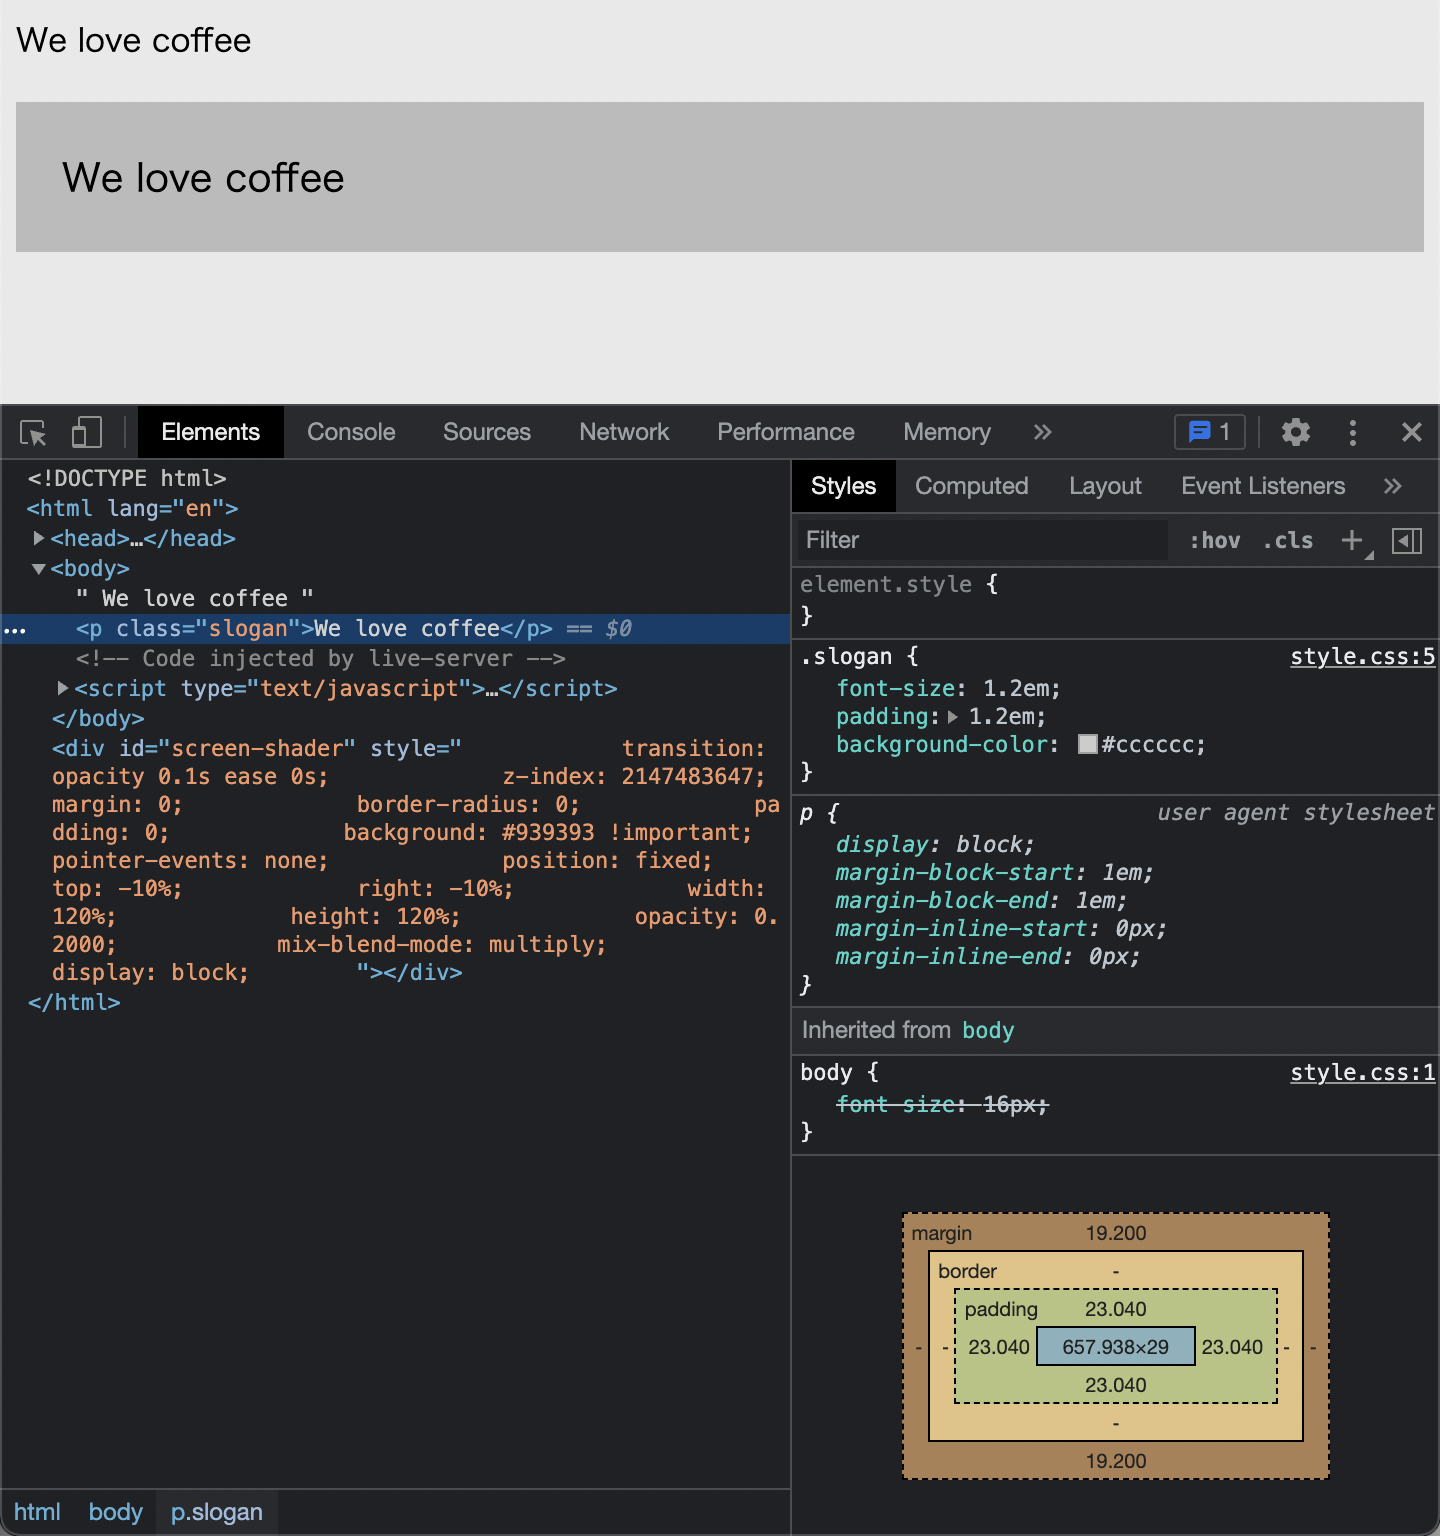 We love coffee
We love coffee
Elements Console Sources Network Performance Memory » 1
<!DOCTYPE html>
<html lang="en">
<head>…</head>
<body>
" We love coffee "
<p class="slogan">We love coffee</p> == $0
<!-- Code injected by live-server -->
<script type="text/javascript">…</script>
</body>
<div id="screen-shader" style=" transition:
opacity 0.1s ease 0s; z-index: 2147483647;
margin: 0; border-radius: 0; pa
dding: 0; background: #939393 !important;
pointer-events: none; position: fixed;
top: -10%; right: -10%; width:
120%; height: 120%; opacity: 0.
2000; mix-blend-mode: multiply;
display: block; "></div>
</html>
html body p.slogan
Styles Computed Layout Event Listeners »
Filter :hov .cls +
element.style {
}
.slogan { style.css:5
font-size: 1.2em;
padding: 1.2em;
background-color: #cccccc;
}
p { user agent stylesheet
display: block;
margin-block-start: 1em;
margin-block-end: 1em;
margin-inline-start: 0px;
margin-inline-end: 0px;
}
Inherited from body
body { style.css:1
font-size: 16px;
}
margin 19.200
border -
padding 23.040
- - 23.040 657.938×29 23.040 - -
23.040
-
19.200